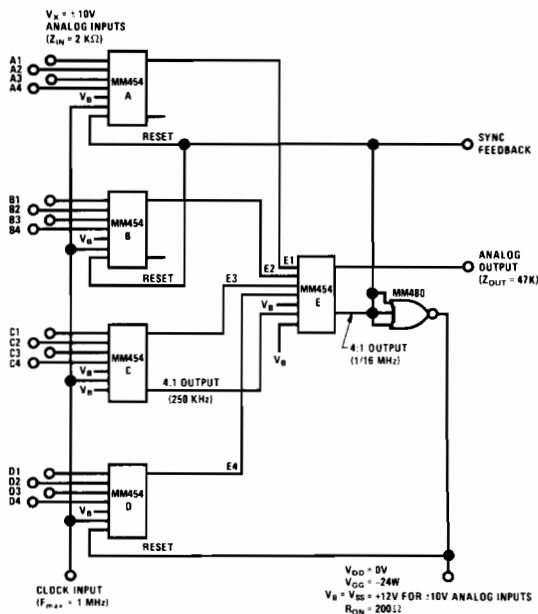 Vx = ±10V
ANALOG INPUTS
(ZIN = 2 KΩ)
A1
A2
A3
A4
VB
MM454
A
RESET
SYNC
FEEDBACK
B1
B2
B3
B4
VB
MM454
B
RESET
E1
E2
E3
MM454
E
VB
VB
ANALOG
OUTPUT
(ZOUT = 47K)
MM480
4:1 OUTPUT
(1/16 MHz)
C1
C2
C3
C4
VB
VB
MM454
C
4:1 OUTPUT
(250 KHz)
E4
D1
D2
D3
D4
VB
MM454
D
RESET
CLOCK INPUT
(Fmax = 1 MHz)
VDD = 0V
VGG = -24W
VB = VSS = +12V FOR ±10V ANALOG INPUTS
RON = 200Ω